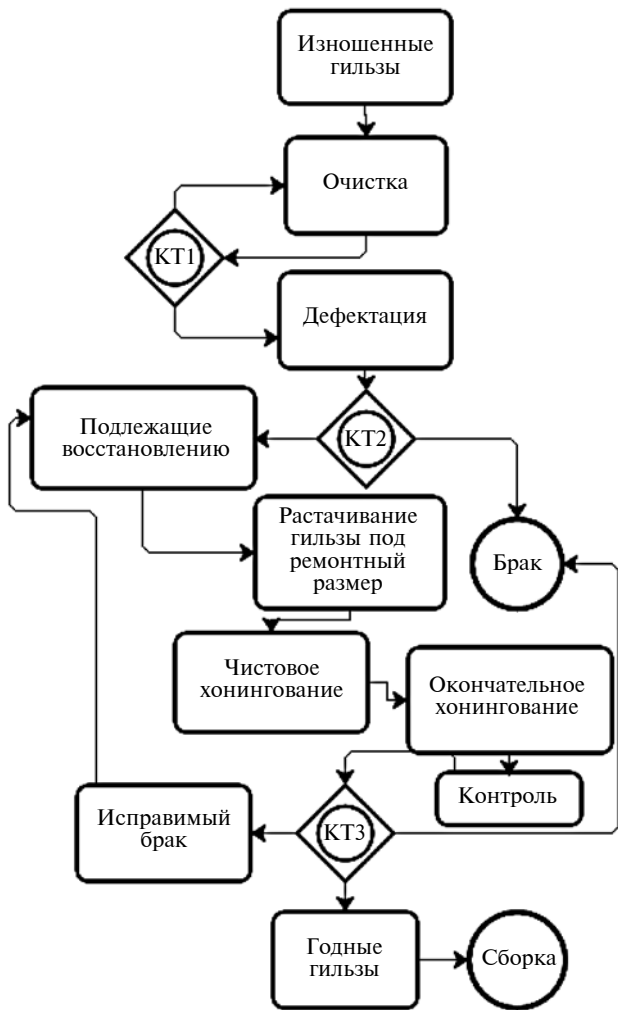 Изношенные
гильзы
Очистка
КТ1
Дефектация
Подлежащие
восстановлению
КТ2
Растачивание
гильзы под
ремонтный
размер
Брак
Чистовое
хонингование
Окончательное
хонингование
Контроль
Исправимый
брак
КТ3
Годные
гильзы
Сборка